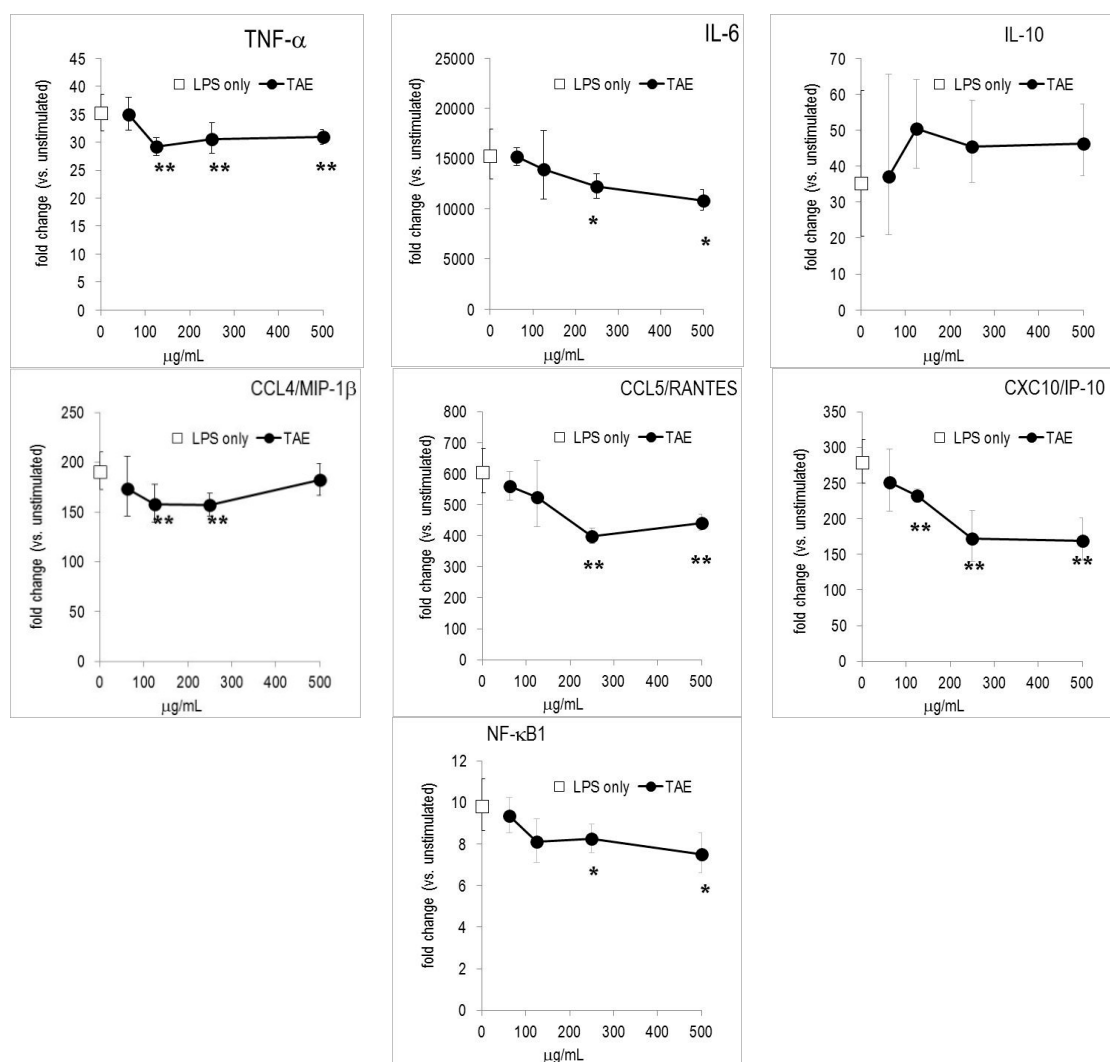 TNF-α
fold change (vs. unstimulated)
45
40
35
30
25
20
15
10
5
0
LPS only TAE
** ** **
0 100 200 300 400 500
μg/mL
IL-6
fold change (vs. unstimulated)
25000
20000
15000
10000
5000
0
LPS only TAE
* *
0 100 200 300 400 500
μg/mL
IL-10
fold change (vs. unstimulated)
70
60
50
40
30
20
10
0
LPS only TAE
0 100 200 300 400 500
μg/mL
CCL4/MIP-1β
fold change (vs. unstimulated)
250
200
150
100
50
0
LPS only TAE
** **
0 100 200 300 400 500
μg/mL
CCL5/RANTES
fold change (vs. unstimulated)
800
700
600
500
400
300
200
100
0
LPS only TAE
** **
0 100 200 300 400 500
μg/mL
CXC10/IP-10
fold change (vs. unstimulated)
350
300
250
200
150
100
50
0
LPS only TAE
** ** **
0 100 200 300 400 500
μg/mL
NF-κB1
fold change (vs. unstimulated)
12
10
8
6
4
2
0
LPS only TAE
* *
0 100 200 300 400 500
μg/mL